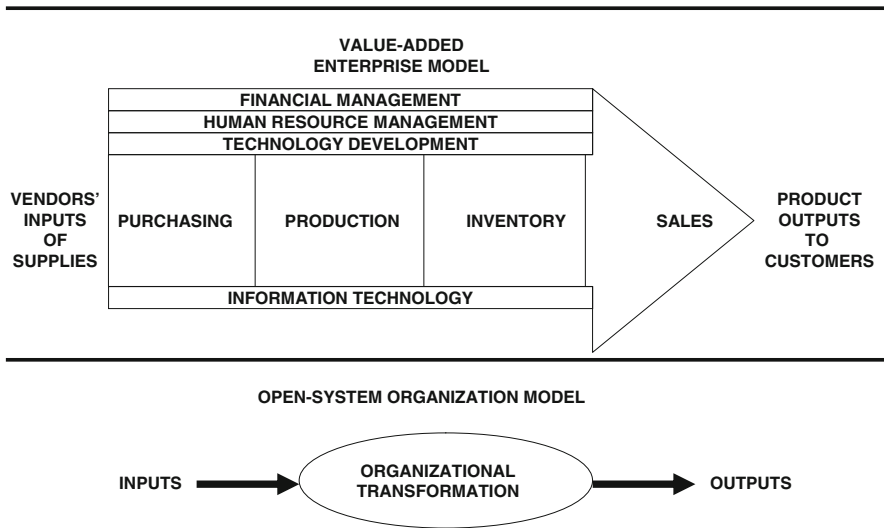 VALUE-ADDED
ENTERPRISE MODEL
FINANCIAL MANAGEMENT
HUMAN RESOURCE MANAGEMENT
TECHNOLOGY DEVELOPMENT
VENDORS'
INPUTS
OF
SUPPLIES
PURCHASING
PRODUCTION
INVENTORY
SALES
PRODUCT
OUTPUTS
TO
CUSTOMERS
INFORMATION TECHNOLOGY
OPEN-SYSTEM ORGANIZATION MODEL
INPUTS
ORGANIZATIONAL
TRANSFORMATION
OUTPUTS